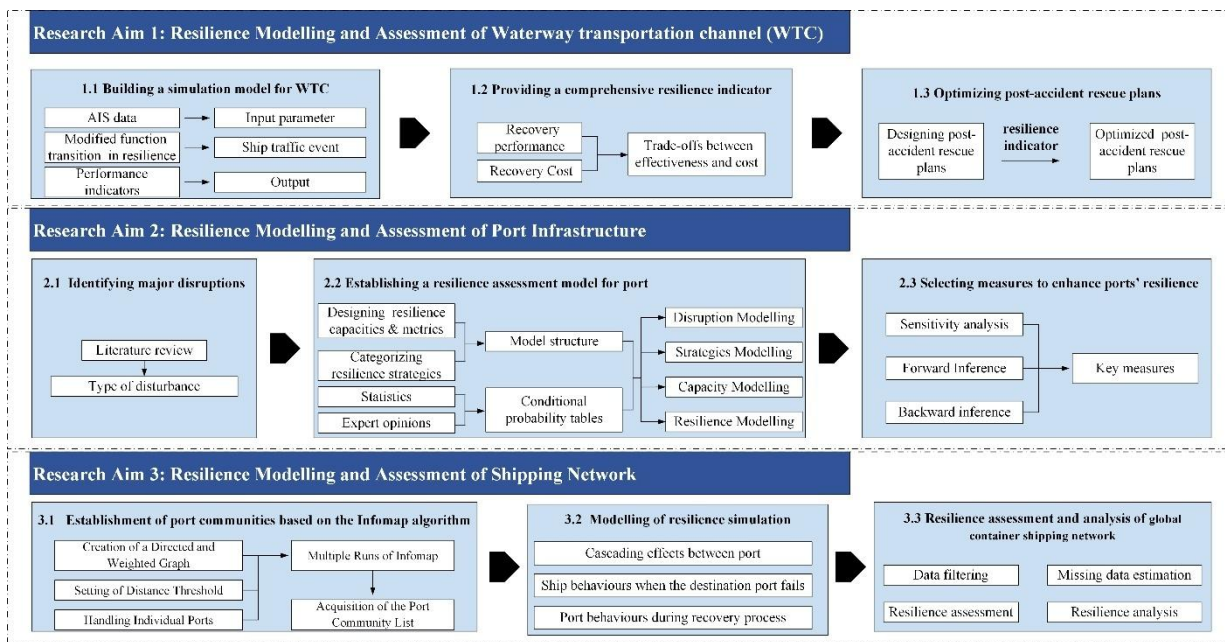 Research Aim 1: Resilience Modelling and Assessment of Waterway transportation channel (WTC)
1.1 Building a simulation model for WTC
AIS data
Input parameter
Modified function
transition in resilience
Ship traffic event
Performance
indicators
Output
1.2 Providing a comprehensive resilience indicator
Recovery
performance
Recovery Cost
Trade-offs between
effectiveness and cost
1.3 Optimizing post-accident rescue plans
Designing post-
accident rescue
plans
resilience
indicator
Optimized post-
accident rescue
plans
Research Aim 2: Resilience Modelling and Assessment of Port Infrastructure
2.1 Identifying major disruptions
Literature review
Type of disturbance
2.2 Establishing a resilience assessment model for port
Designing resilience
capacities & metrics
Categorizing
resilience strategies
Statistics
Expert opinions
Model structure
Conditional
probability tables
Disruption Modelling
Strategies Modelling
Capacity Modelling
Resilience Modelling
2.3 Selecting measures to enhance ports' resilience
Sensitivity analysis
Forward Inference
Backward inference
Key measures
Research Aim 3: Resilience Modelling and Assessment of Shipping Network
3.1 Establishment of port communities based on the Infomap algorithm
Creation of a Directed and
Weighted Graph
Setting of Distance Threshold
Handling Individual Ports
Multiple Runs of Infomap
Acquisition of the Port
Community List
3.2 Modelling of resilience simulation
Cascading effects between port
Ship behaviours when the destination port fails
Port behaviours during recovery process
3.3 Resilience assessment and analysis of global
container shipping network
Data filtering
Missing data estimation
Resilience assessment
Resilience analysis